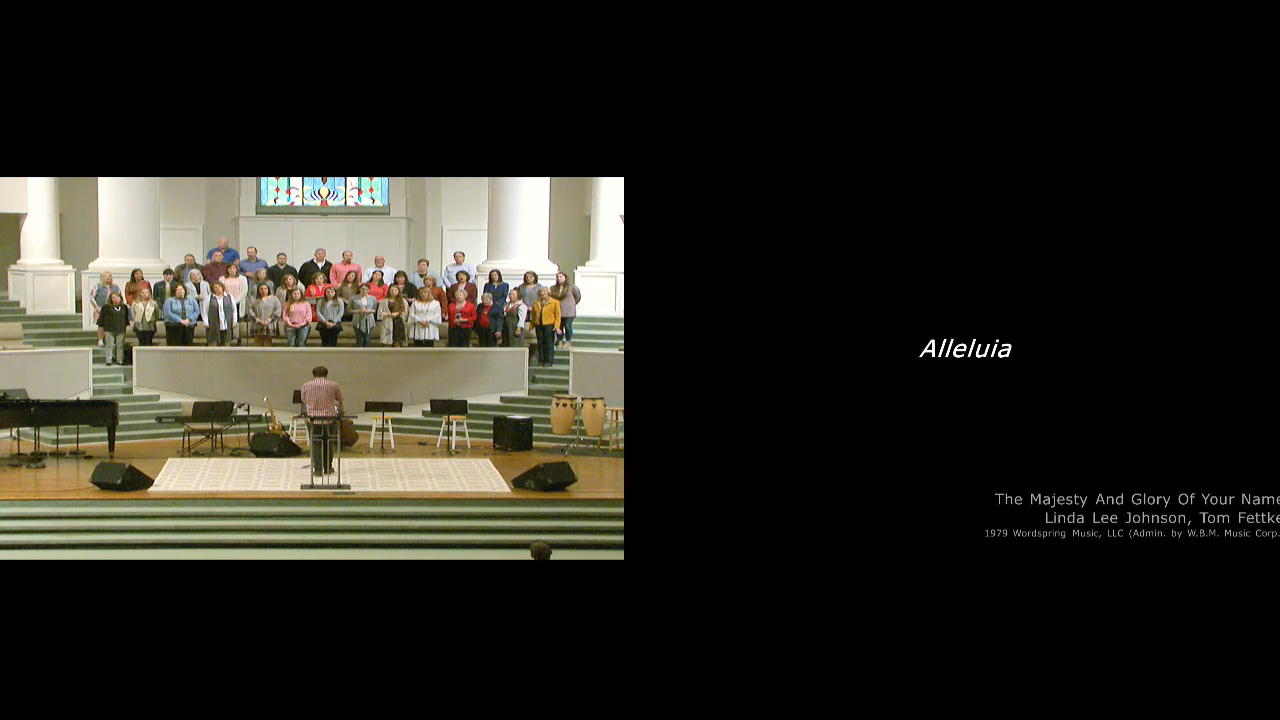 Alleluia
The Majesty And Glory Of Your Name
Linda Lee Johnson, Tom Fettke
1979 Wordspring Music, LLC (Admin. by W.B.M. Music Corp.